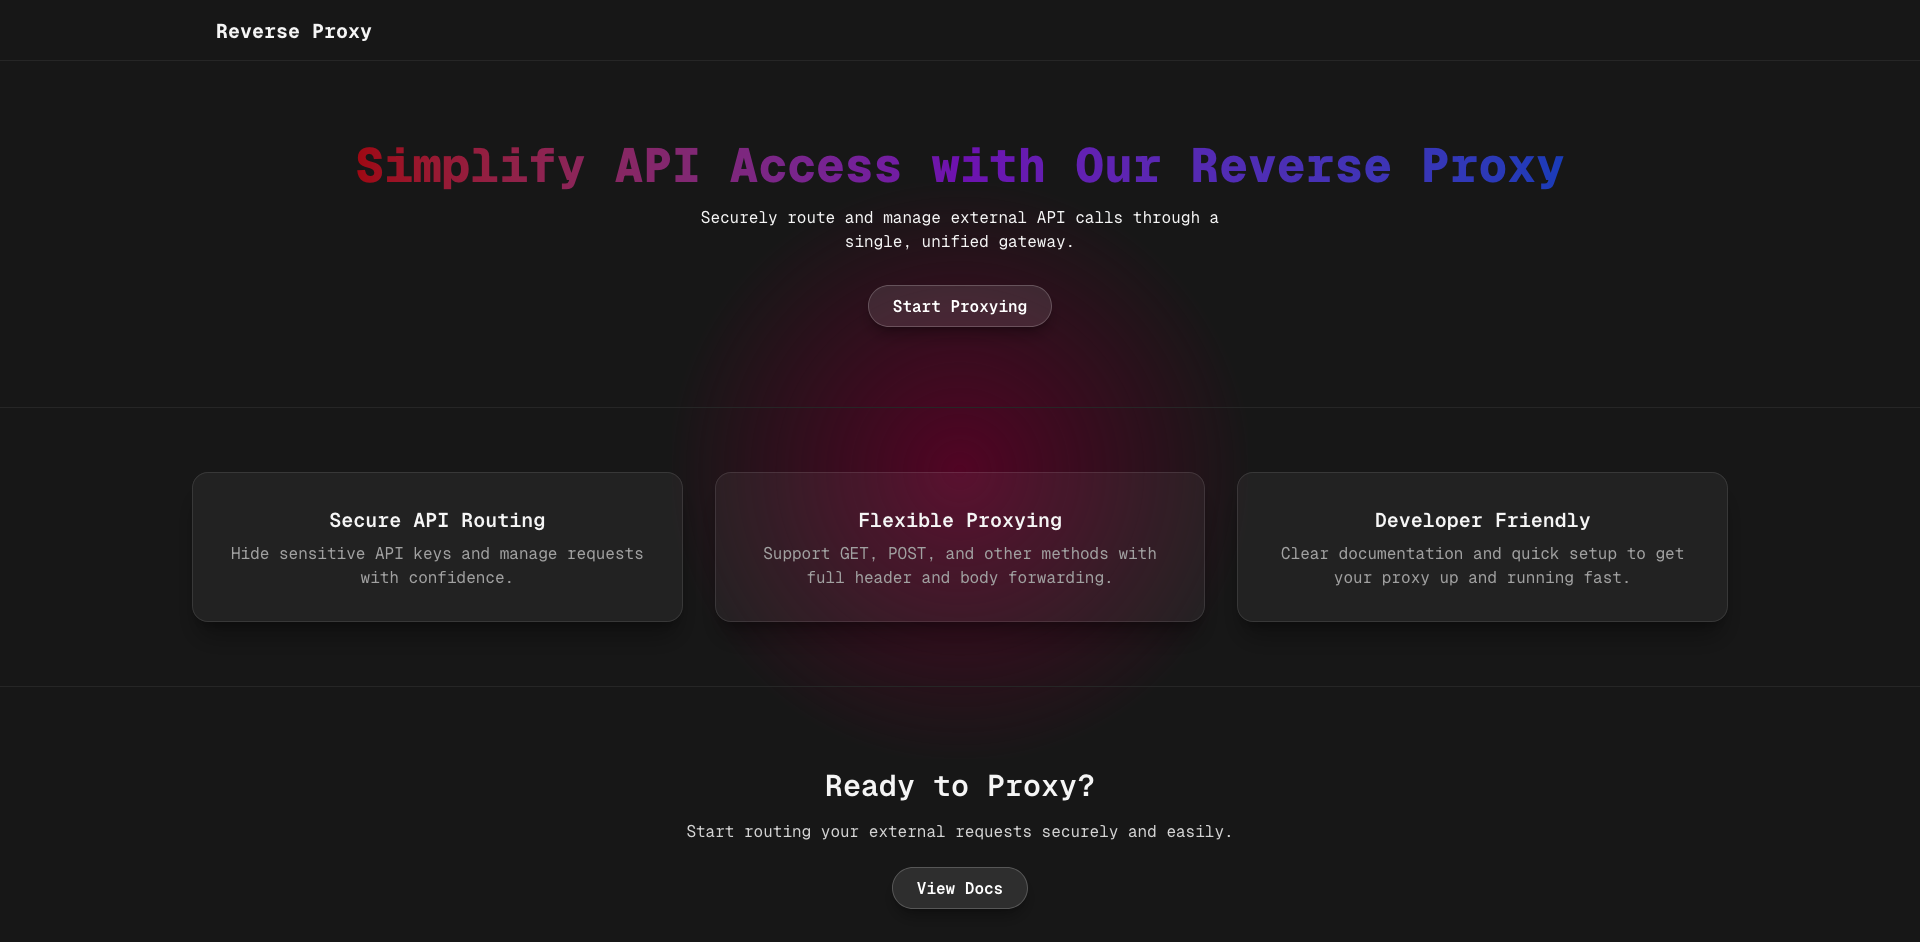 Reverse Proxy
Simplify API Access with Our Reverse Proxy
Securely route and manage external API calls through a
single, unified gateway.
Start Proxying
Secure API Routing
Hide sensitive API keys and manage requests
with confidence.
Flexible Proxying
Support GET, POST, and other methods with
full header and body forwarding.
Developer Friendly
Clear documentation and quick setup to get
your proxy up and running fast.
Ready to Proxy?
Start routing your external requests securely and easily.
View Docs